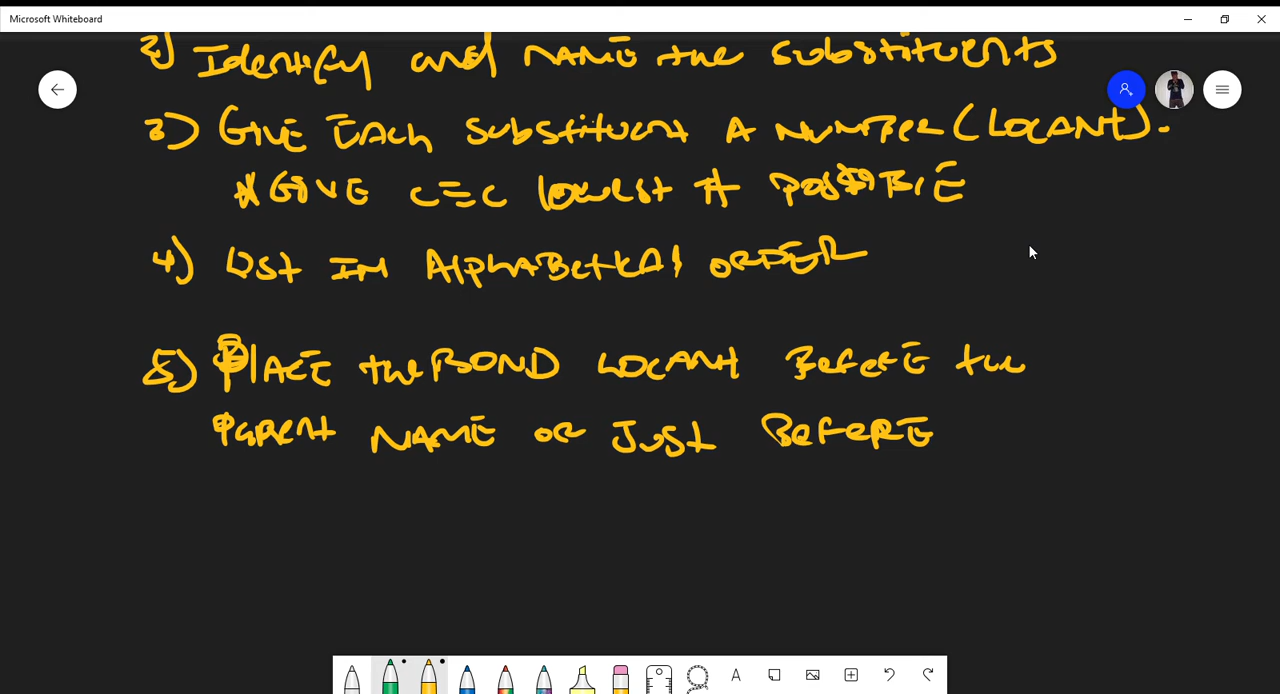 Microsoft Whiteboard
2) Identify and NAME the substituents
3) GIVE EACH substituent A NUMBER (LOCANT).
* GIVE C≡C lowest # POSSIBLE
4) LIST IN AlPHABEtICAl ORDER
5) PLACE the BOND LOCANT BEFORE the
PARENT NAME OR JUST BEFORE
A